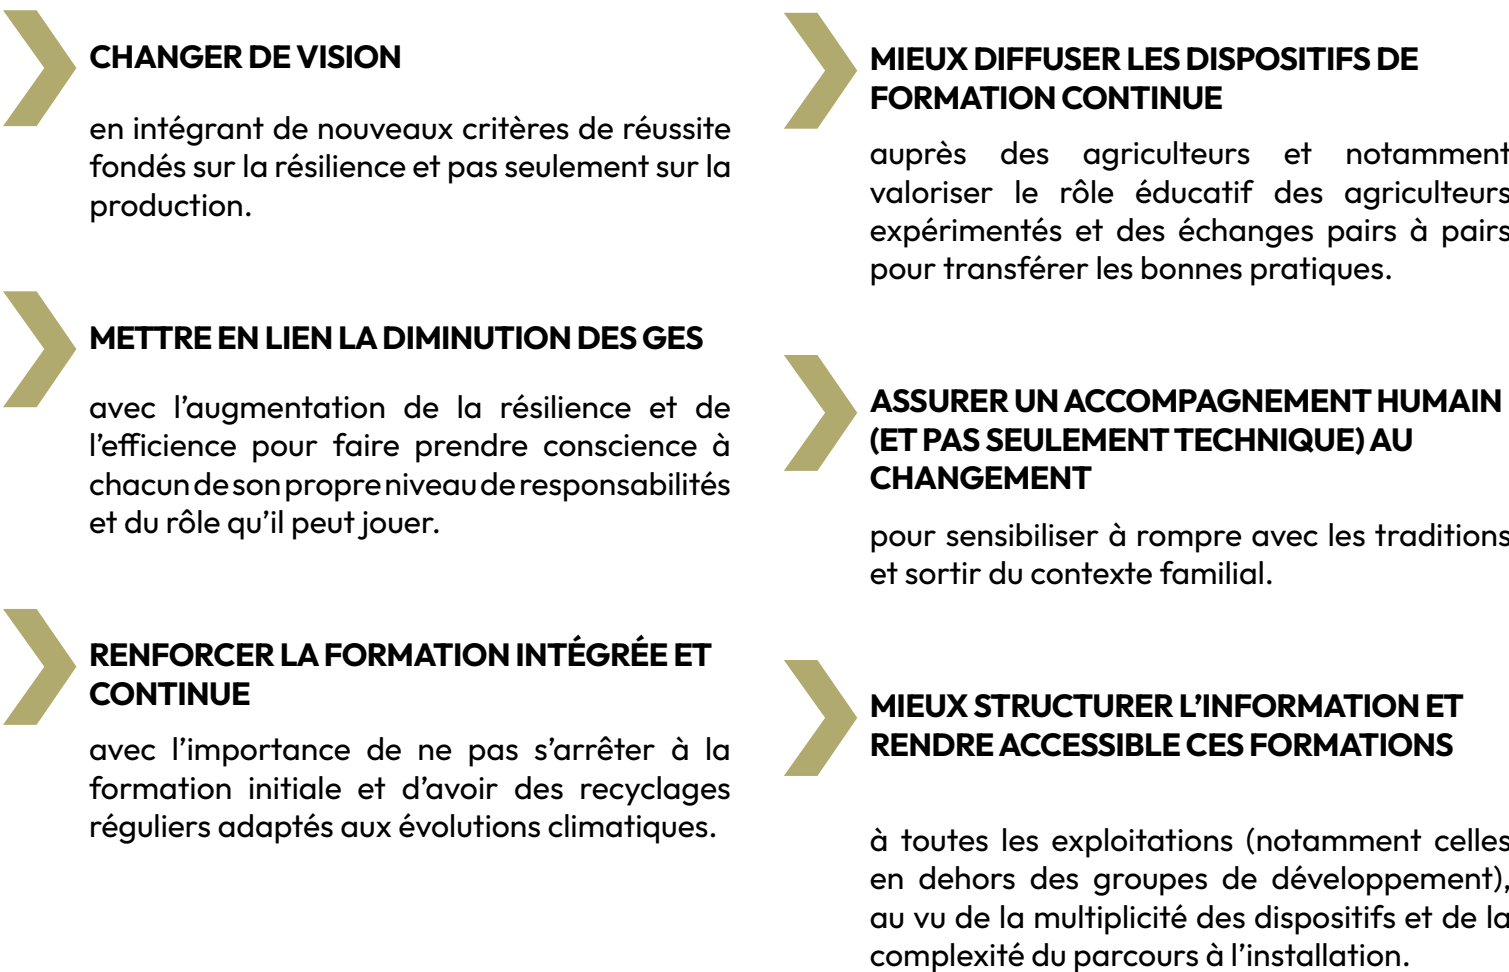 CHANGER DE VISION
en intégrant de nouveaux critères de réussite
fondés sur la résilience et pas seulement sur la
production.
METTRE EN LIEN LA DIMINUTION DES GES
avec l’augmentation de la résilience et de
l’efficience pour faire prendre conscience à
chacun de son propre niveau de responsabilités
et du rôle qu’il peut jouer.
RENFORCER LA FORMATION INTÉGRÉE ET
CONTINUE
avec l’importance de ne pas s’arrêter à la
formation initiale et d’avoir des recyclages
réguliers adaptés aux évolutions climatiques.
MIEUX DIFFUSER LES DISPOSITIFS DE
FORMATION CONTINUE
auprès des agriculteurs et notamment
valoriser le rôle éducatif des agriculteurs
expérimentés et des échanges pairs à pairs
pour transférer les bonnes pratiques.
ASSURER UN ACCOMPAGNEMENT HUMAIN
(ET PAS SEULEMENT TECHNIQUE) AU
CHANGEMENT
pour sensibiliser à rompre avec les traditions
et sortir du contexte familial.
MIEUX STRUCTURER L’INFORMATION ET
RENDRE ACCESSIBLE CES FORMATIONS
à toutes les exploitations (notamment celles
en dehors des groupes de développement),
au vu de la multiplicité des dispositifs et de la
complexité du parcours à l’installation.